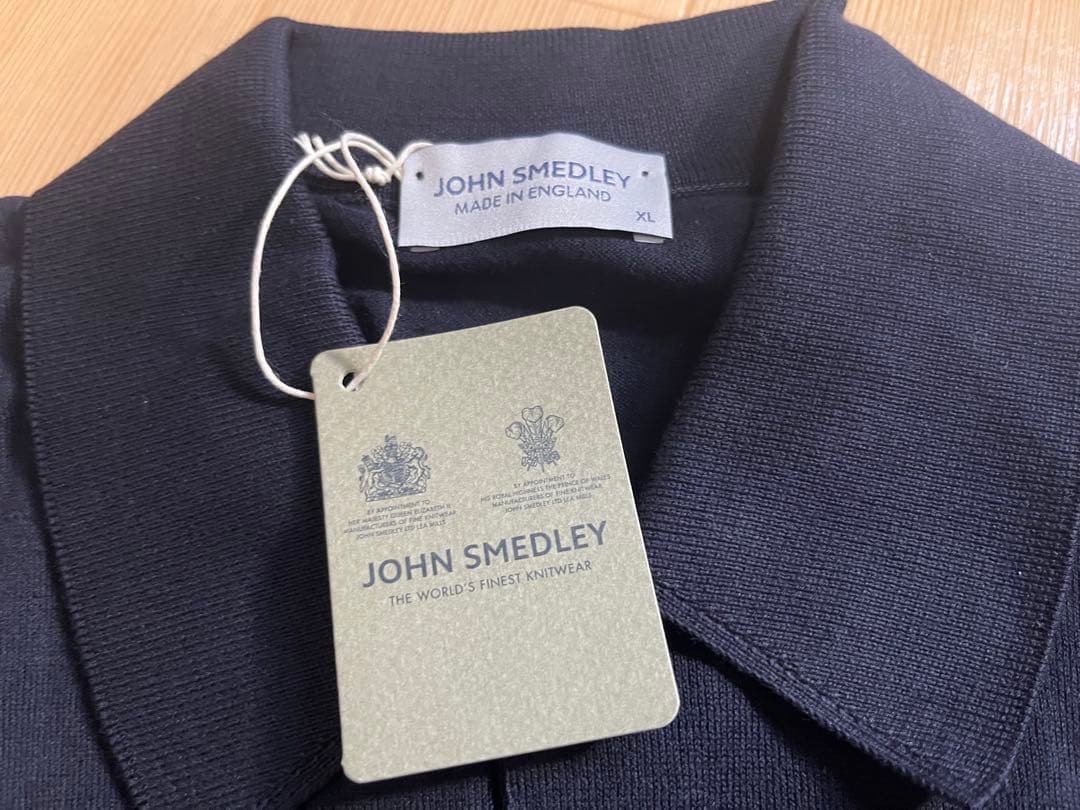 JOHN SMEDLEY
MADE IN ENGLAND
XL
BY APPOINTMENT TO
HER MAJESTY QUEEN ELIZABETH II
MANUFACTURERS OF FINE KNITWEAR
JOHN SMEDLEY LTD LEA MILLS
BY APPOINTMENT TO
HIS ROYAL HIGHNESS THE PRINCE OF WALES
MANUFACTURERS OF FINE KNITWEAR
JOHN SMEDLEY LTD LEA MILLS
JOHN SMEDLEY
THE WORLD'S FINEST KNITWEAR